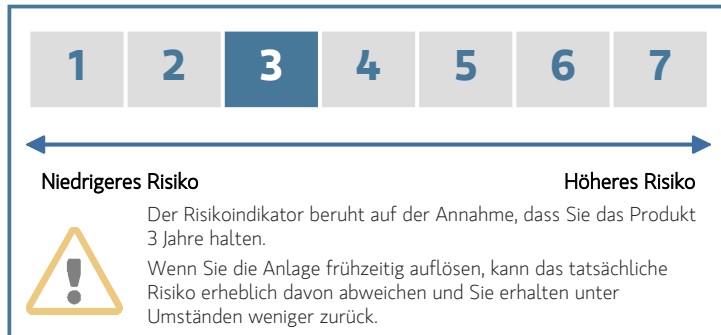 1 2 3 4 5 6 7
Niedrigeres Risiko Höheres Risiko
Der Risikoindikator beruht auf der Annahme, dass Sie das Produkt
3 Jahre halten.
Wenn Sie die Anlage frühzeitig auflösen, kann das tatsächliche
Risiko erheblich davon abweichen und Sie erhalten unter
Umständen weniger zurück.